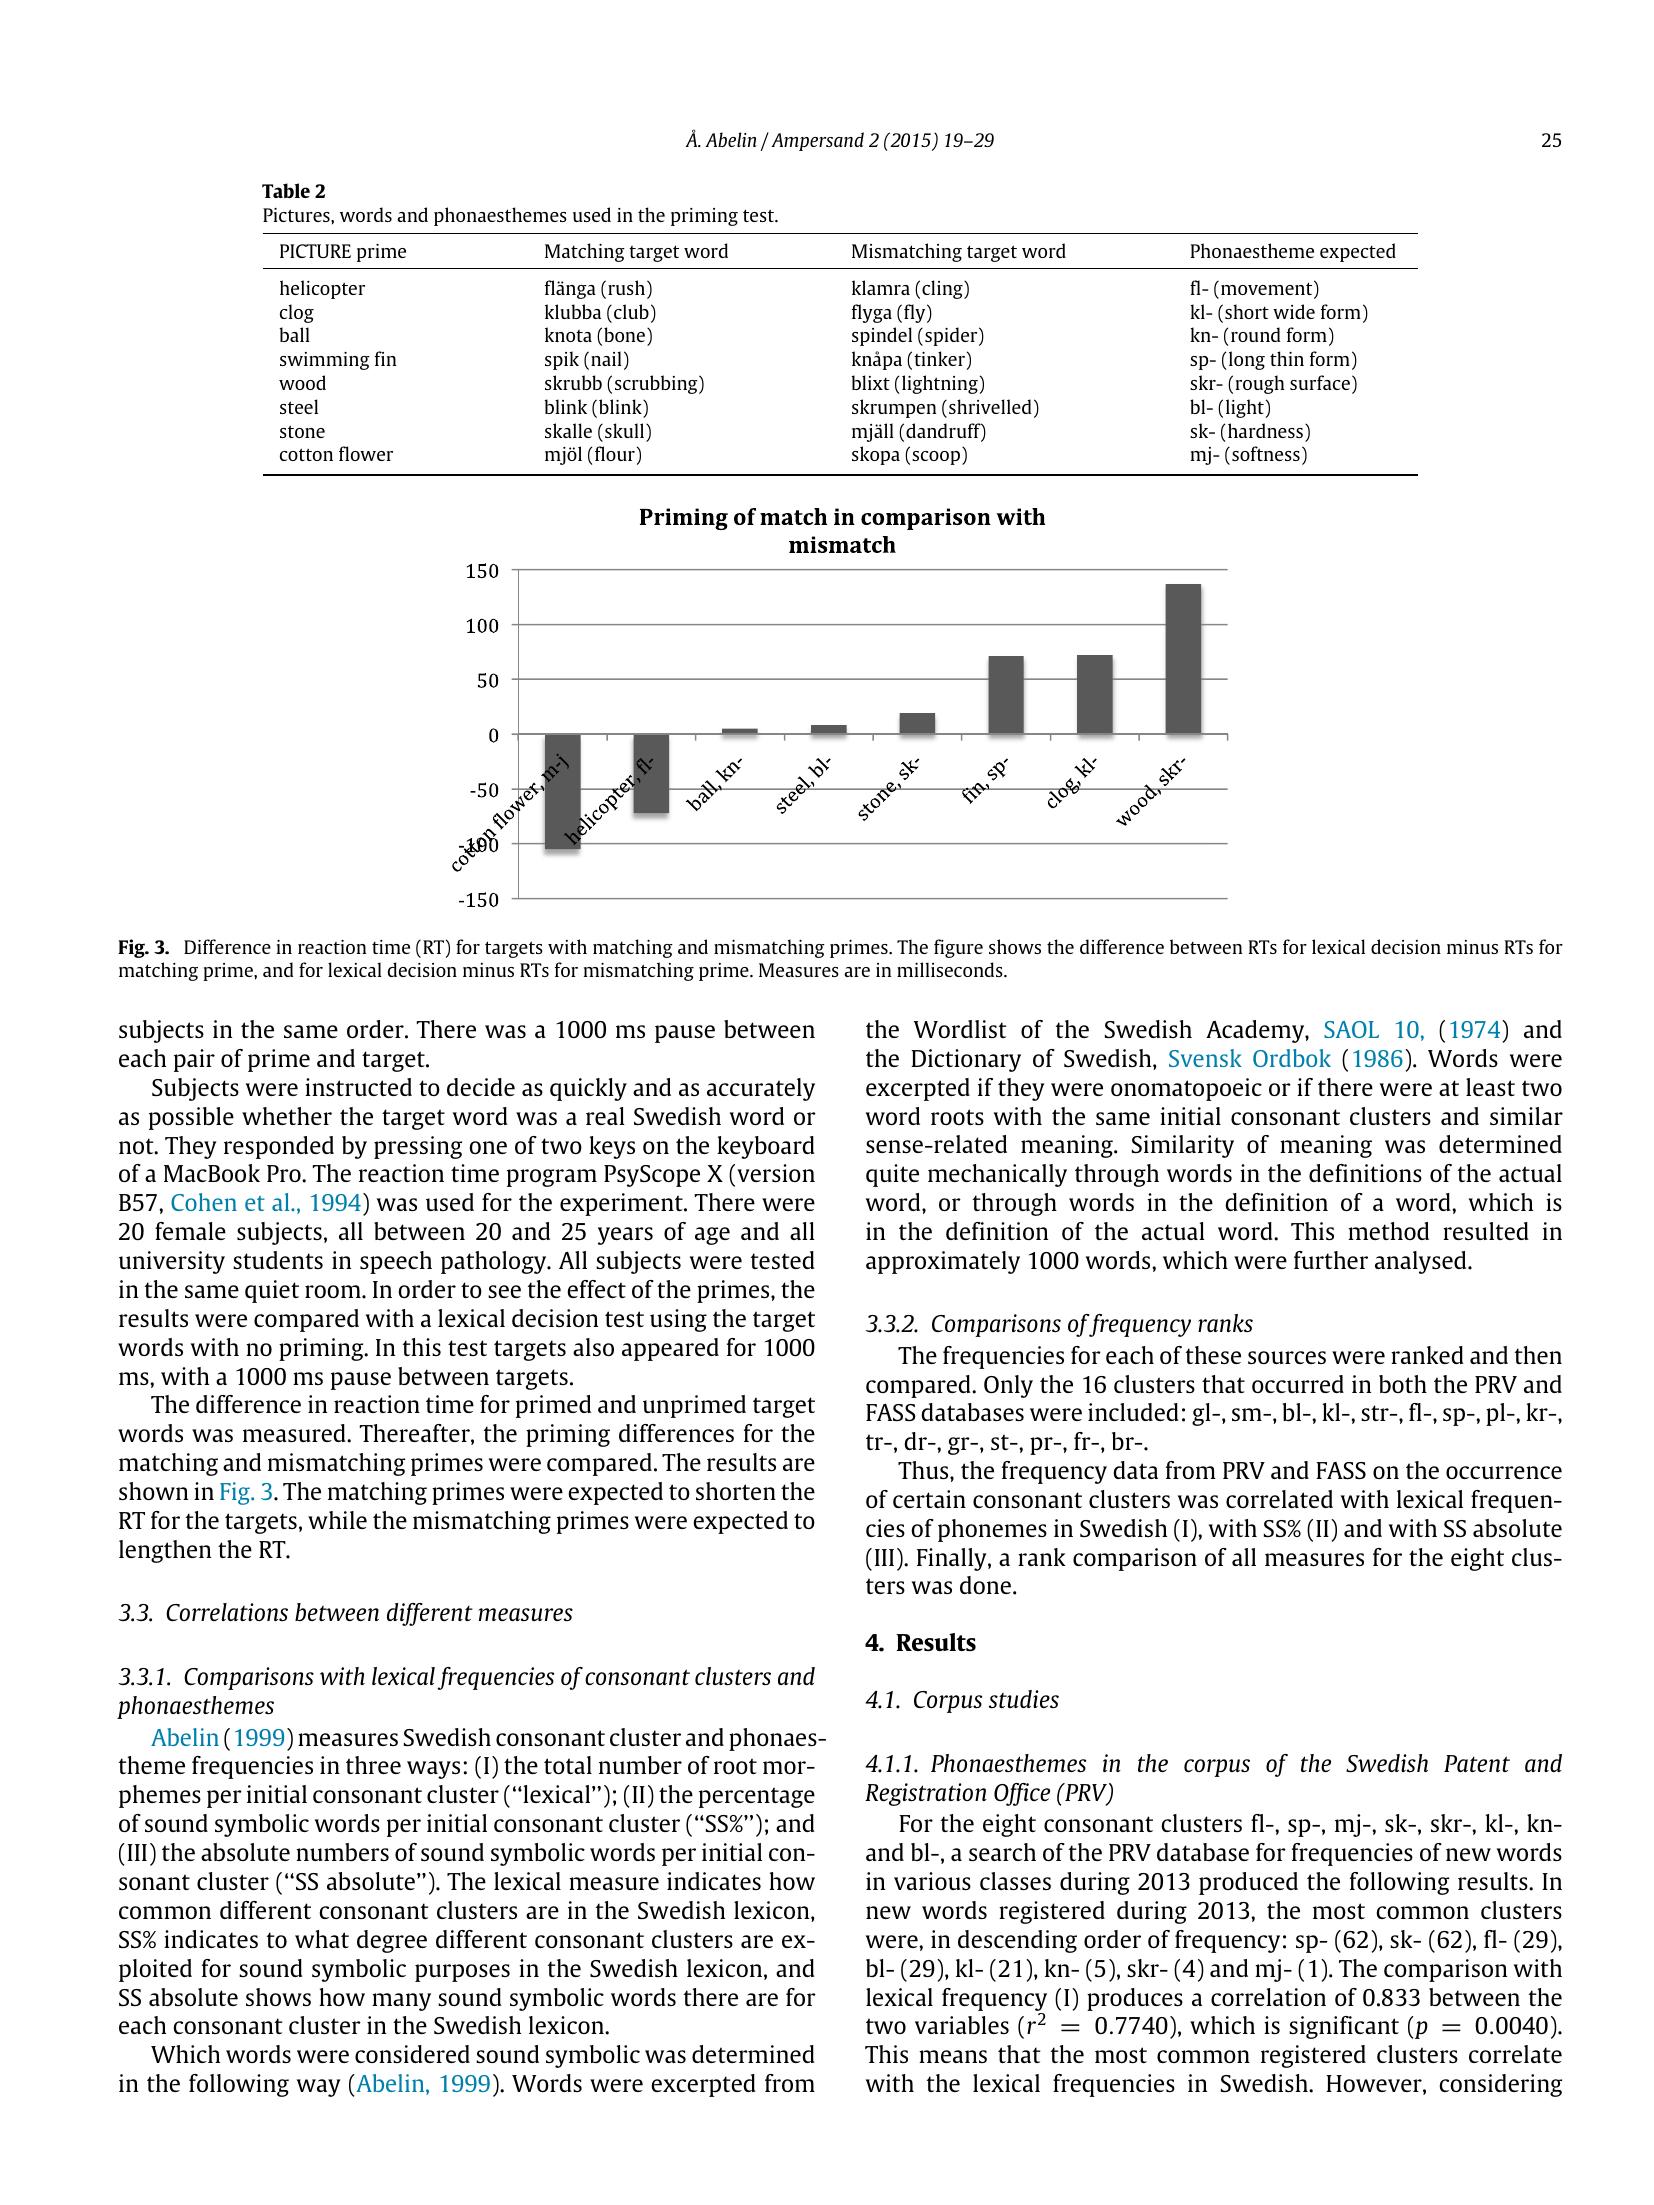 Å. Abelin / Ampersand 2 (2015) 19–29
25
Table 2
Pictures, words and phonaesthemes used in the priming test.
PICTURE prime Matching target word Mismatching target word Phonaestheme expected
helicopter flänga (rush) klamra (cling) fl- (movement)
clog klubba (club) flyga (fly) kl- (short wide form)
ball knota (bone) spindel (spider) kn- (round form)
swimming fin spik (nail) knåpa (tinker) sp- (long thin form)
wood skrubb (scrubbing) blixt (lightning) skr- (rough surface)
steel blink (blink) skrumpen (shrivelled) bl- (light)
stone skalle (skull) mjäll (dandruff) sk- (hardness)
cotton flower mjöl (flour) skopa (scoop) mj- (softness)
Priming of match in comparison with
mismatch
150
100
50
0
-50
-100
-150
cotton flower, m-j
helicopter, fl-
ball, kn-
steel, bl-
stone, sk-
fin, sp-
clog, kl-
wood, skr-
Fig. 3. Difference in reaction time (RT) for targets with matching and mismatching primes. The figure shows the difference between RTs for lexical decision minus RTs for
matching prime, and for lexical decision minus RTs for mismatching prime. Measures are in milliseconds.
subjects in the same order. There was a 1000 ms pause between
each pair of prime and target.
Subjects were instructed to decide as quickly and as accurately
as possible whether the target word was a real Swedish word or
not. They responded by pressing one of two keys on the keyboard
of a MacBook Pro. The reaction time program PsyScope X (version
B57, Cohen et al., 1994) was used for the experiment. There were
20 female subjects, all between 20 and 25 years of age and all
university students in speech pathology. All subjects were tested
in the same quiet room. In order to see the effect of the primes, the
results were compared with a lexical decision test using the target
words with no priming. In this test targets also appeared for 1000
ms, with a 1000 ms pause between targets.
The difference in reaction time for primed and unprimed target
words was measured. Thereafter, the priming differences for the
matching and mismatching primes were compared. The results are
shown in Fig. 3. The matching primes were expected to shorten the
RT for the targets, while the mismatching primes were expected to
lengthen the RT.
3.3. Correlations between different measures
3.3.1. Comparisons with lexical frequencies of consonant clusters and
phonaesthemes
Abelin (1999) measures Swedish consonant cluster and phonaes-
theme frequencies in three ways: (I) the total number of root mor-
phemes per initial consonant cluster (‘‘lexical’’); (II) the percentage
of sound symbolic words per initial consonant cluster (‘‘SS%’’); and
(III) the absolute numbers of sound symbolic words per initial con-
sonant cluster (‘‘SS absolute’’). The lexical measure indicates how
common different consonant clusters are in the Swedish lexicon,
SS% indicates to what degree different consonant clusters are ex-
ploited for sound symbolic purposes in the Swedish lexicon, and
SS absolute shows how many sound symbolic words there are for
each consonant cluster in the Swedish lexicon.
Which words were considered sound symbolic was determined
in the following way (Abelin, 1999). Words were excerpted from
the Wordlist of the Swedish Academy, SAOL 10, (1974) and
the Dictionary of Swedish, Svensk Ordbok (1986). Words were
excerpted if they were onomatopoeic or if there were at least two
word roots with the same initial consonant clusters and similar
sense-related meaning. Similarity of meaning was determined
quite mechanically through words in the definitions of the actual
word, or through words in the definition of a word, which is
in the definition of the actual word. This method resulted in
approximately 1000 words, which were further analysed.
3.3.2. Comparisons of frequency ranks
The frequencies for each of these sources were ranked and then
compared. Only the 16 clusters that occurred in both the PRV and
FASS databases were included: gl-, sm-, bl-, kl-, str-, fl-, sp-, pl-, kr-,
tr-, dr-, gr-, st-, pr-, fr-, br-.
Thus, the frequency data from PRV and FASS on the occurrence
of certain consonant clusters was correlated with lexical frequen-
cies of phonemes in Swedish (I), with SS% (II) and with SS absolute
(III). Finally, a rank comparison of all measures for the eight clus-
ters was done.
4. Results
4.1. Corpus studies
4.1.1. Phonaesthemes in the corpus of the Swedish Patent and
Registration Office (PRV)
For the eight consonant clusters fl-, sp-, mj-, sk-, skr-, kl-, kn-
and bl-, a search of the PRV database for frequencies of new words
in various classes during 2013 produced the following results. In
new words registered during 2013, the most common clusters
were, in descending order of frequency: sp- (62), sk- (62), fl- (29),
bl- (29), kl- (21), kn- (5), skr- (4) and mj- (1). The comparison with
lexical frequency (I) produces a correlation of 0.833 between the
two variables (r² = 0.7740), which is significant (p = 0.0040).
This means that the most common registered clusters correlate
with the lexical frequencies in Swedish. However, considering